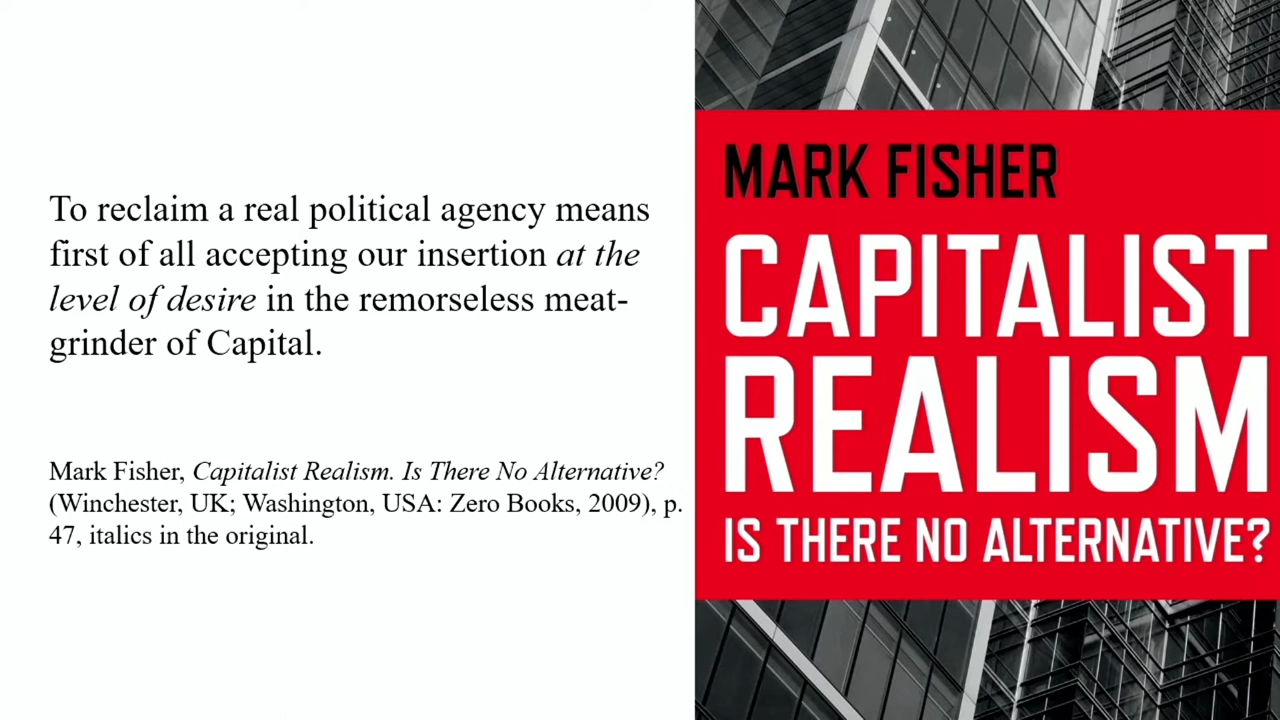 To reclaim a real political agency means
first of all accepting our insertion at the
level of desire in the remorseless meat-
grinder of Capital.
Mark Fisher, Capitalist Realism. Is There No Alternative?
(Winchester, UK; Washington, USA: Zero Books, 2009), p.
47, italics in the original.
MARK FISHER
CAPITALIST
REALISM
IS THERE NO ALTERNATIVE?